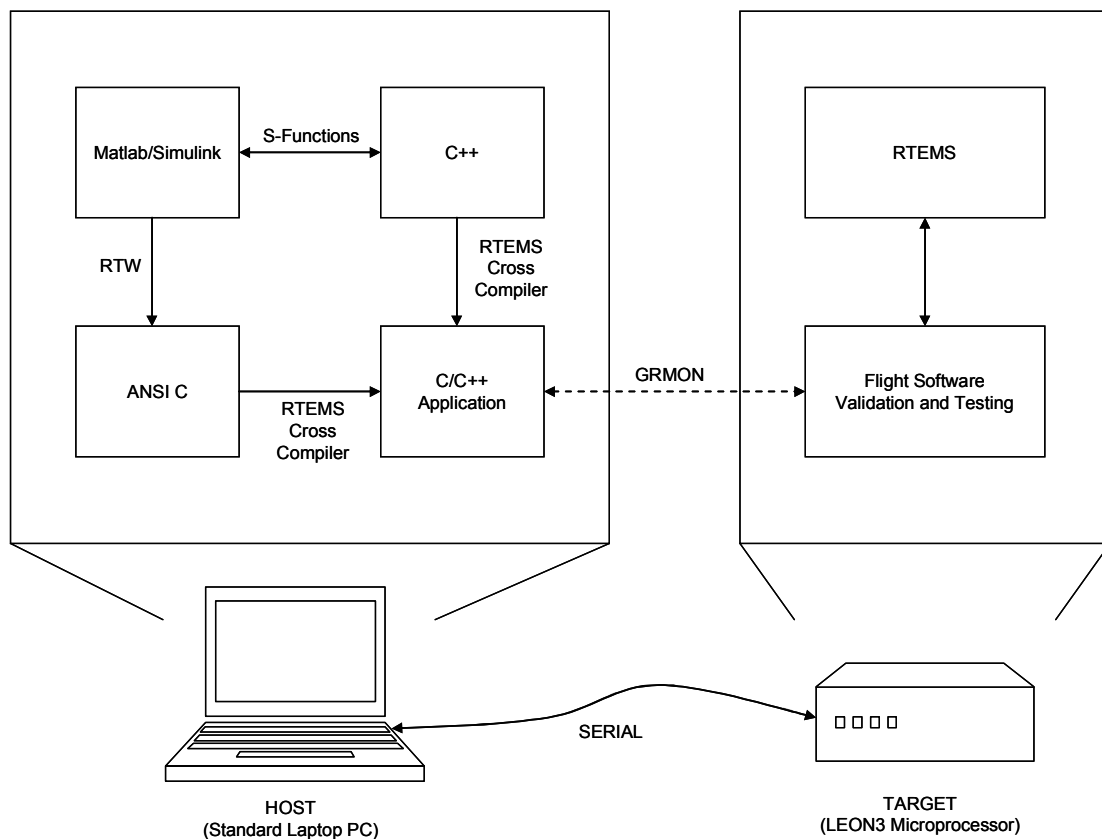 S-Functions
Matlab/Simulink
C++
RTEMS
RTW
RTEMS
Cross
Compiler
ANSI C
RTEMS
Cross
Compiler
C/C++
Application
GRMON
Flight Software
Validation and Testing
SERIAL
HOST
(Standard Laptop PC)
TARGET
(LEON3 Microprocessor)